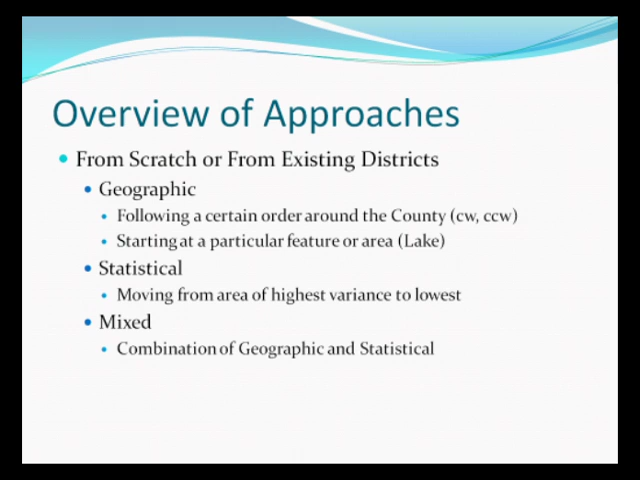 Overview of Approaches
From Scratch or From Existing Districts
Geographic
Following a certain order around the County (cw, ccw)
Starting at a particular feature or area (Lake)
Statistical
Moving from area of highest variance to lowest
Mixed
Combination of Geographic and Statistical